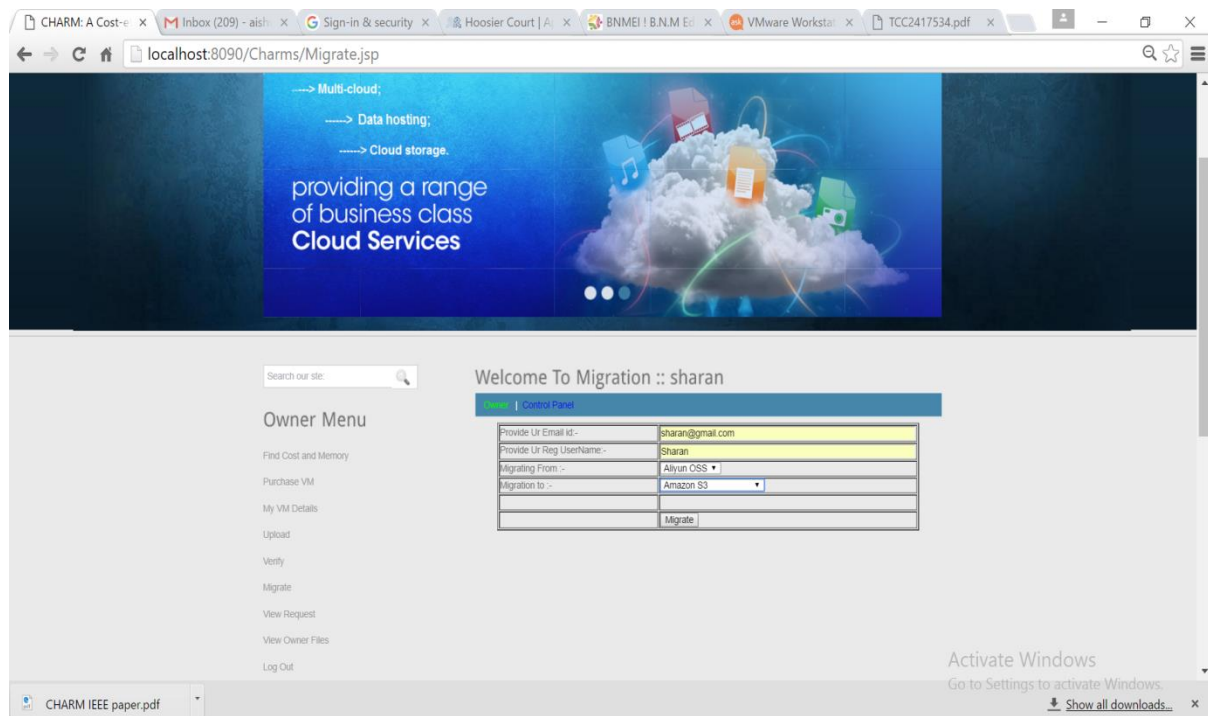 CHARM: A Cost-e
Inbox (209) - aish
Sign-in & security
Hoosier Court | A
BNMEI ! B.N.M Ed
VMware Workstat
TCC2417534.pdf
localhost:8090/Charms/Migrate.jsp
----> Multi-cloud;
------> Data hosting;
------> Cloud storage.
providing a range
of business class
Cloud Services
Search our site:
Welcome To Migration :: sharan
Owner | Control Panel
Owner Menu
Provide Ur Email id:- sharan@gmail.com
Provide Ur Reg UserName:- Sharan
Migrating From :- Aliyun OSS
Migration to :- Amazon S3
Migrate
Find Cost and Memory
Purchase VM
My VM Details
Upload
Verify
Migrate
View Request
View Owner Files
Log Out
Activate Windows
Go to Settings to activate Windows.
CHARM IEEE paper.pdf
Show all downloads...